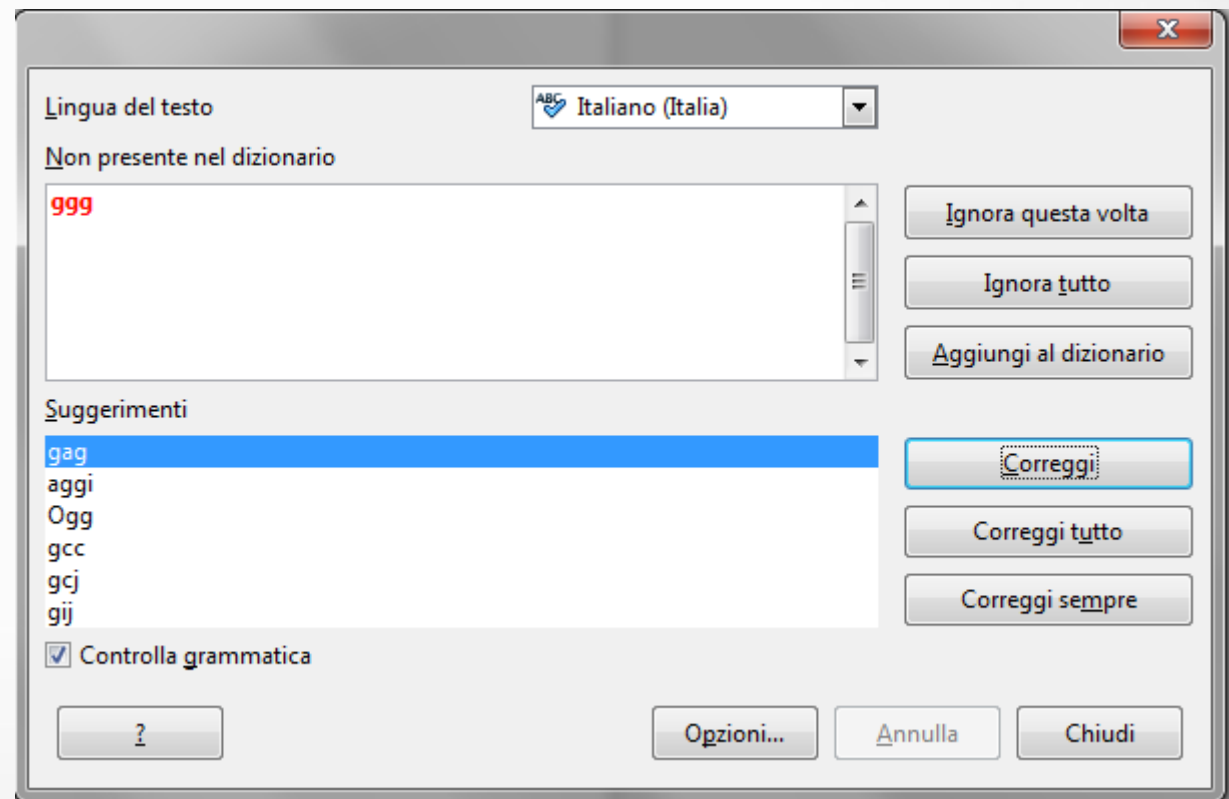 Lingua del testo
ABC Italiano (Italia)
Non presente nel dizionario
ggg
Ignora questa volta
Ignora tutto
Aggiungi al dizionario
Suggerimenti
gag
aggi
Ogg
gcc
gcj
gij
Correggi
Correggi tutto
Correggi sempre
Controlla grammatica
?
Opzioni...
Annulla
Chiudi